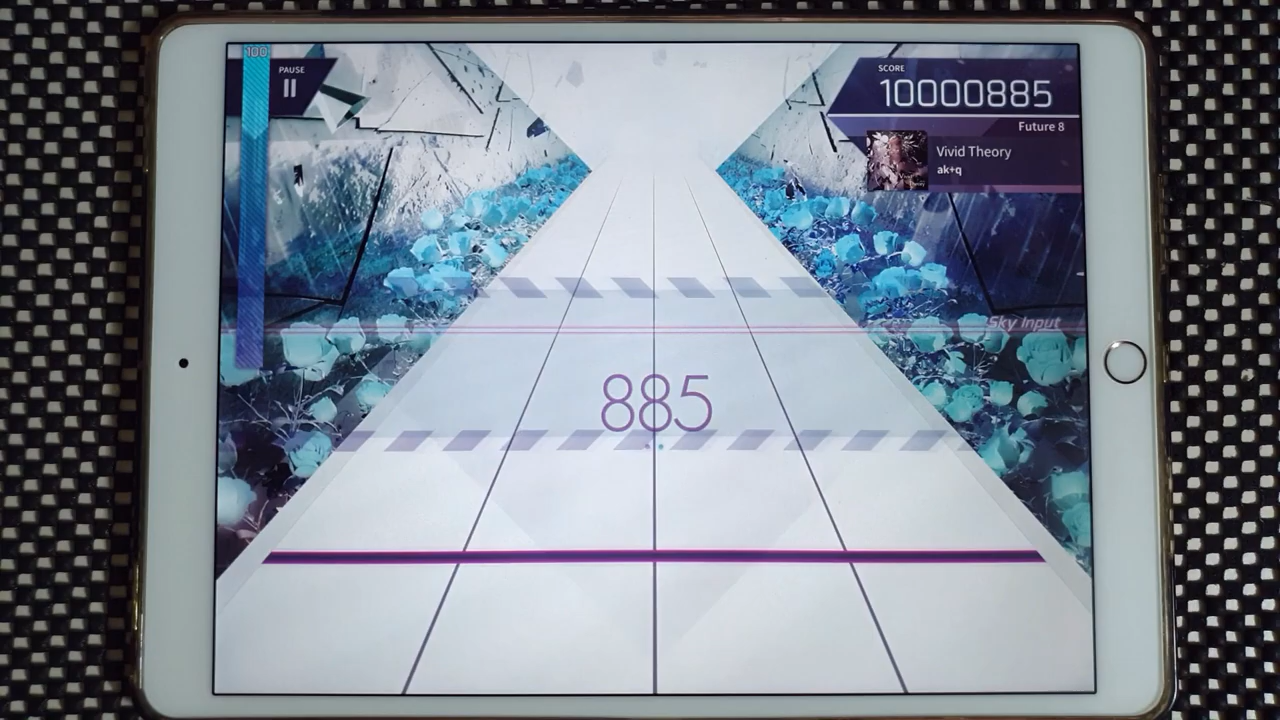 100
PAUSE
SCORE
10000885
Future 8
Vivid Theory
ak+q
Sky Input
885